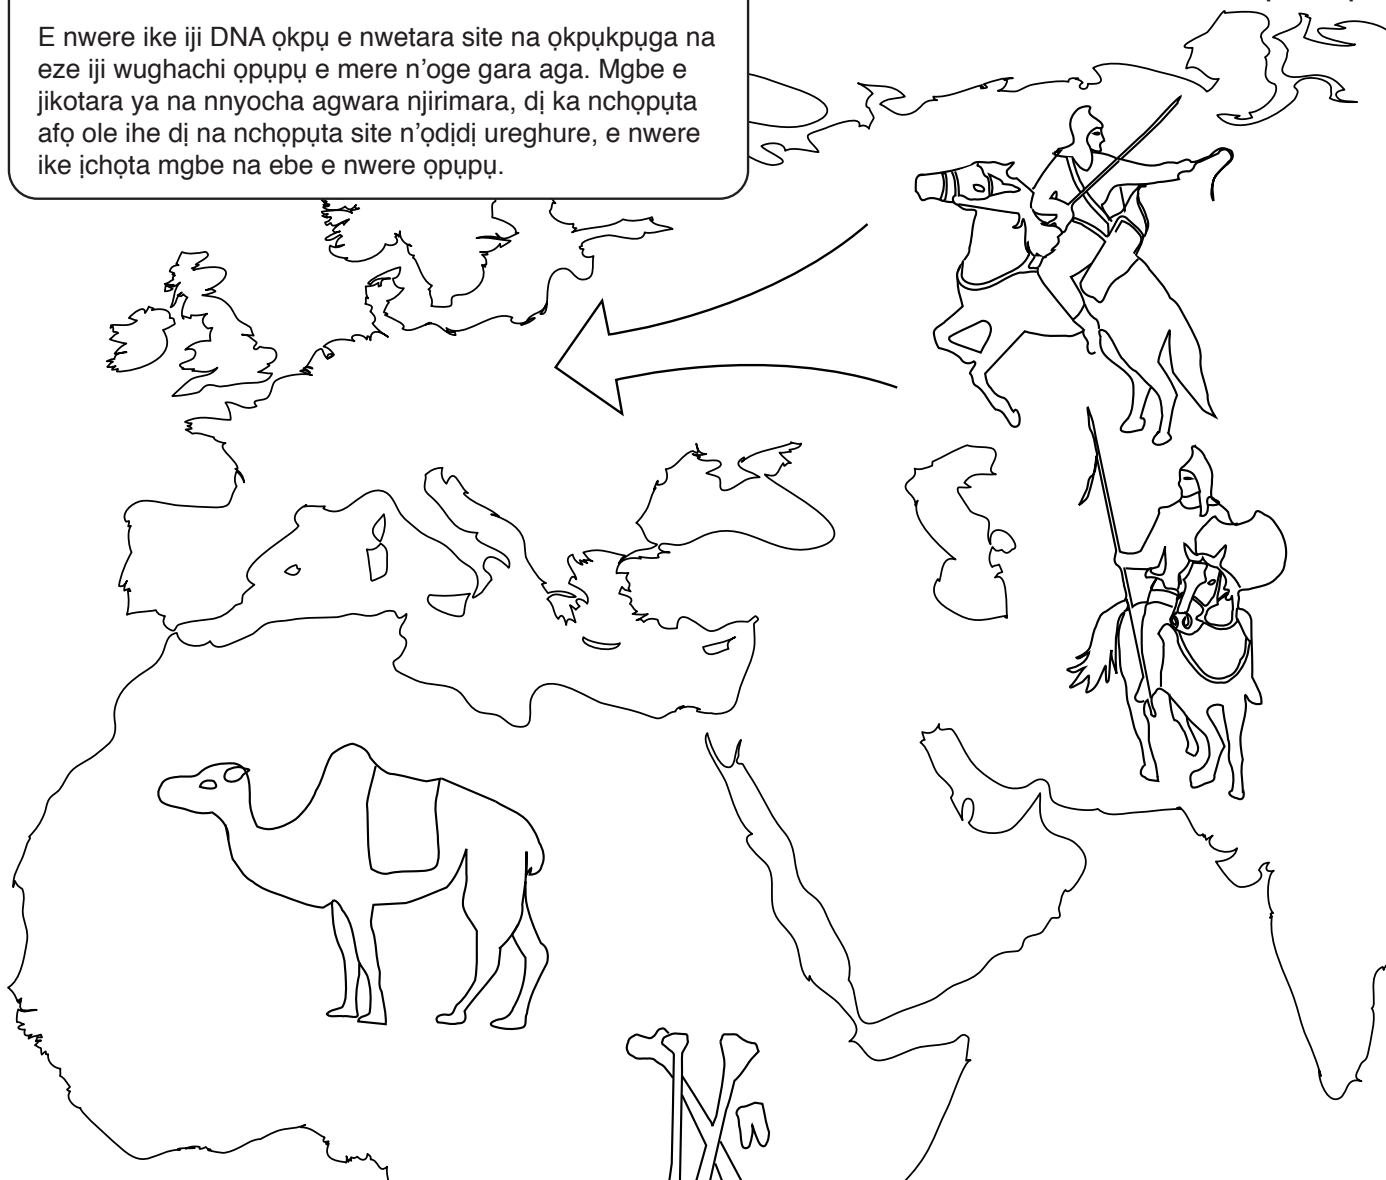 E nwere ike iji DNA ọkpụ e nwetara site na ọkpụkpụga na
eze iji wughachi ọpụpụ e mere n’oge gara aga. Mgbe e
jikotara ya na nnyocha agwara njirimara, dị ka nchọpụta
afọ ole ihe dị na nchọpụta site n’ọdịdị ureghure, e nwere
ike ịchọta mgbe na ebe e nwere ọpụpụ.